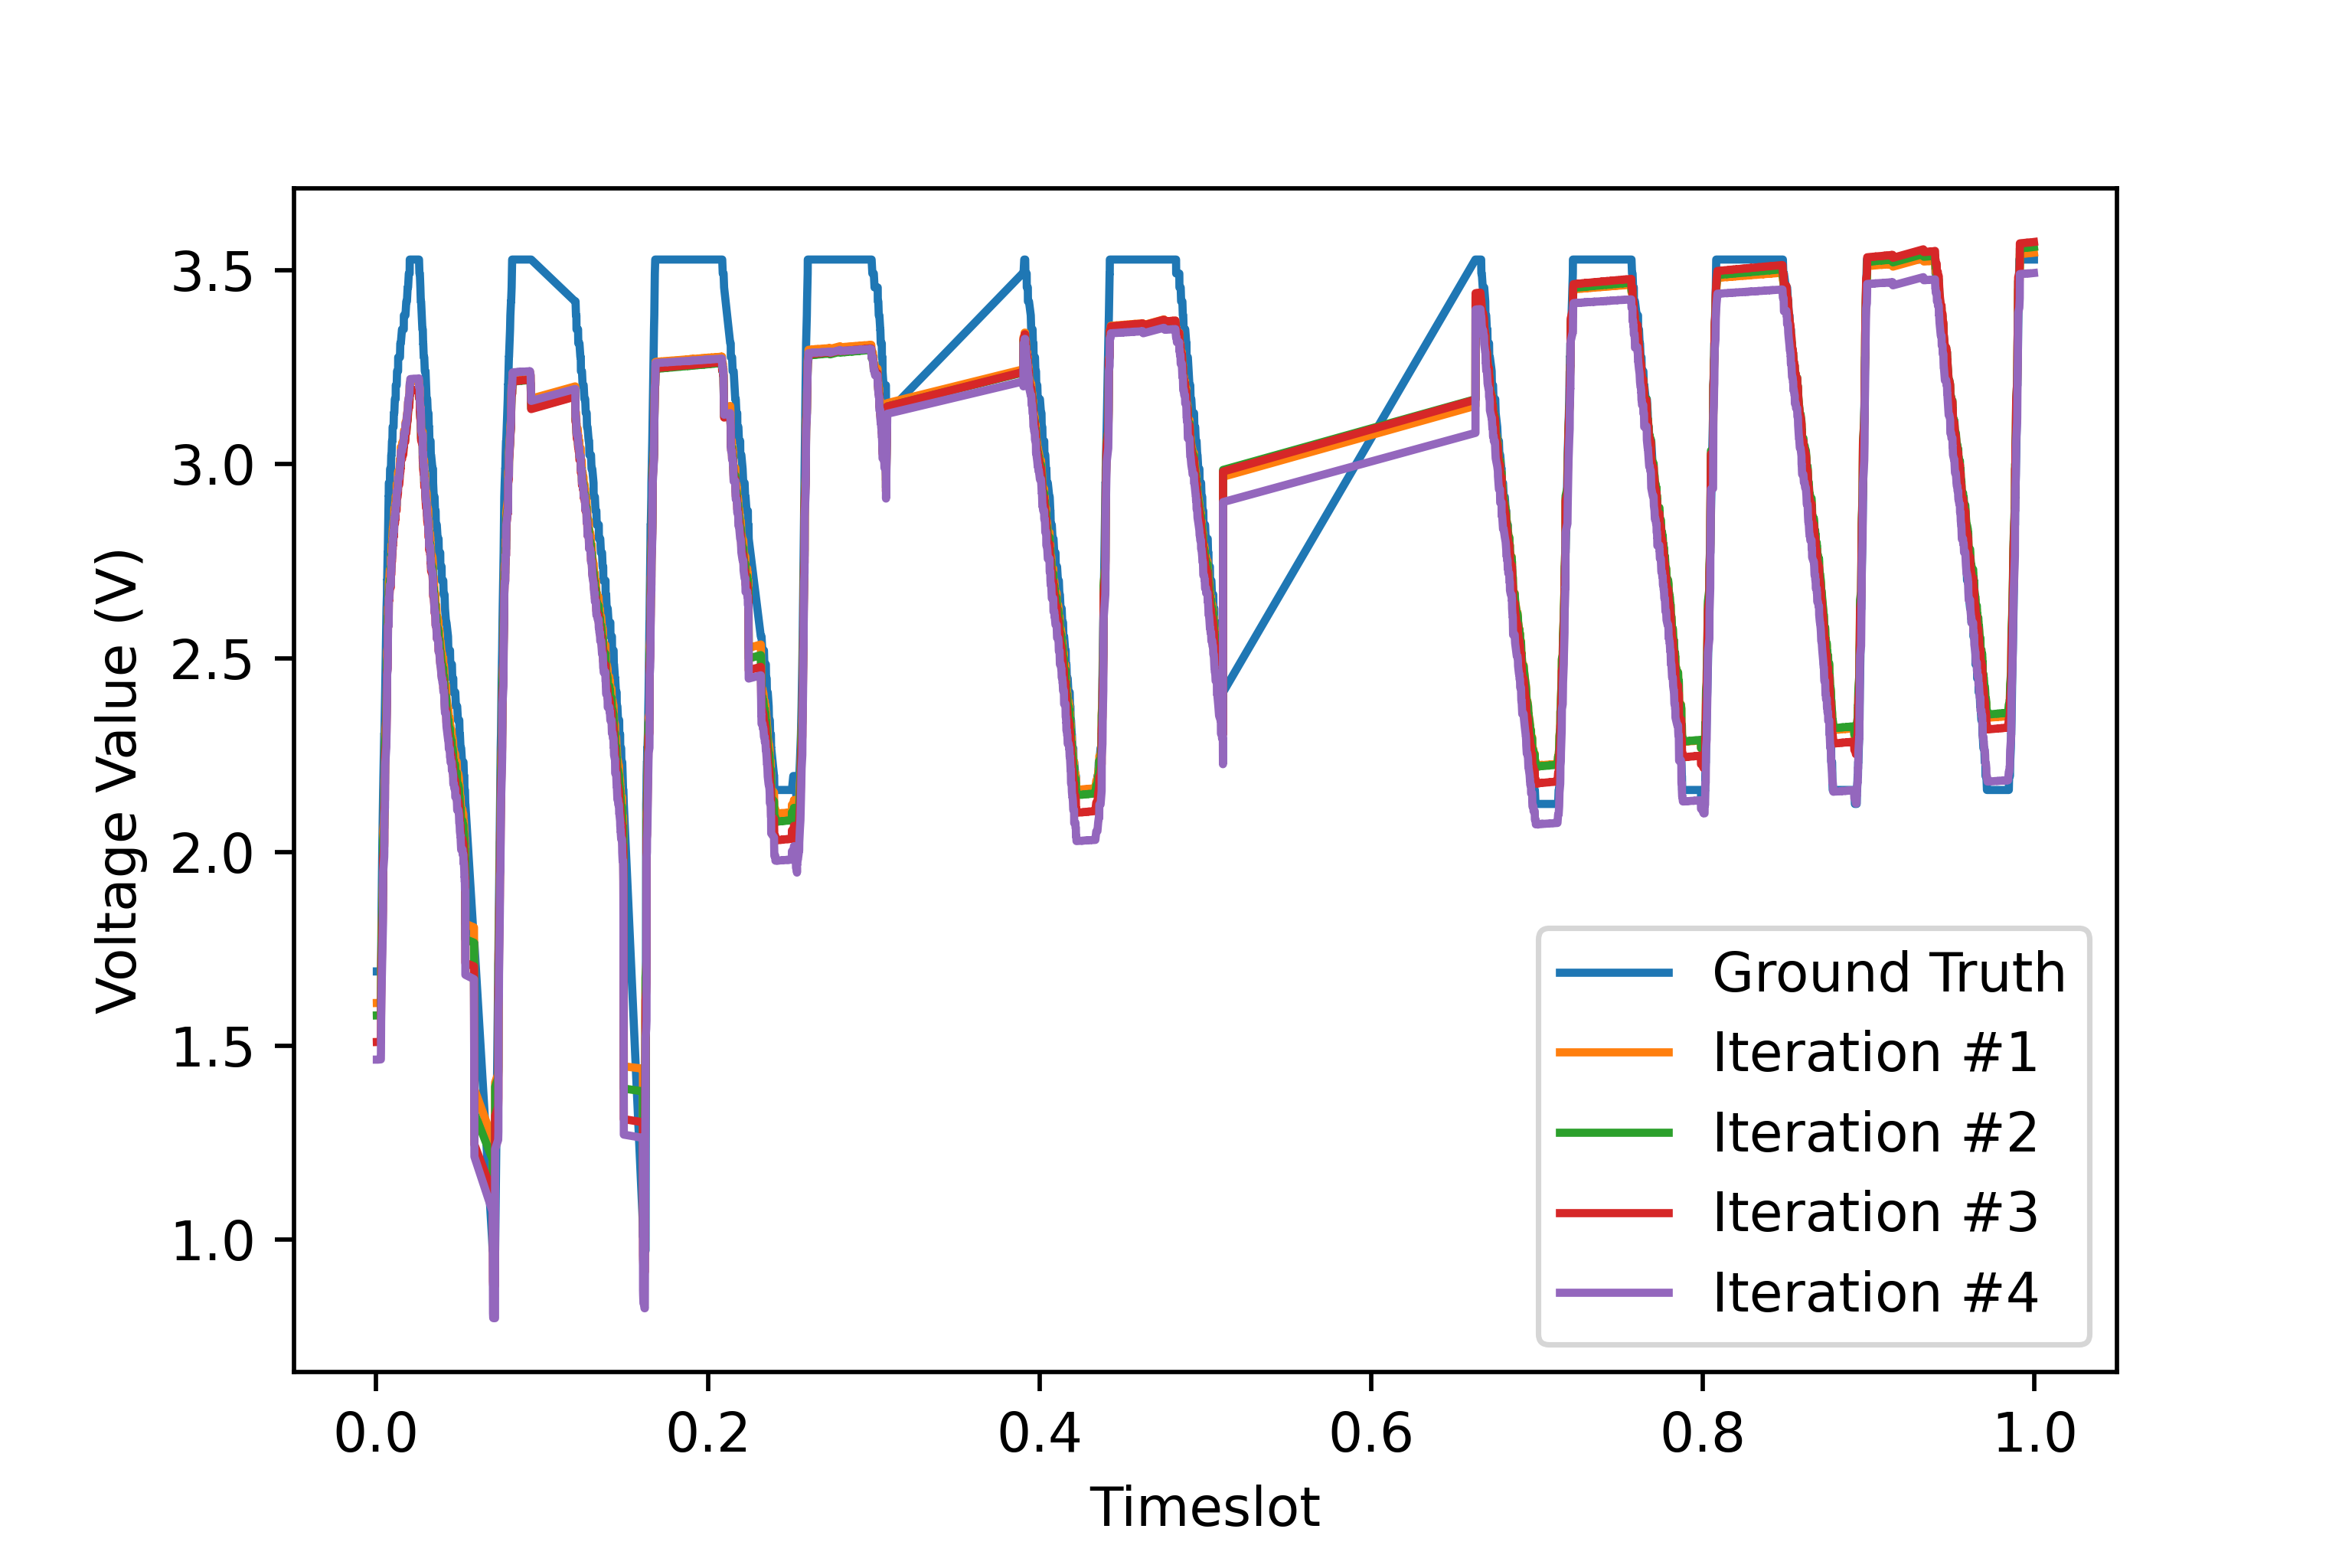 3.5
3.0
2.5
2.0
1.5
1.0
Voltage Value (V)
0.0 0.2 0.4 0.6 0.8 1.0
Timeslot
Ground Truth
Iteration #1
Iteration #2
Iteration #3
Iteration #4